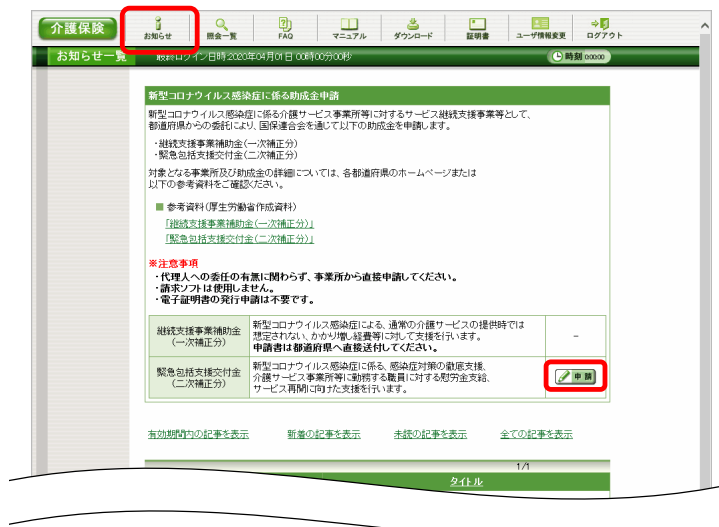 介護保険
お知らせ
照会一覧
FAQ
マニュアル
ダウンロード
証明書
ユーザ情報変更
ログアウト
お知らせ一覧
最終ログイン日時:2020年04月01日 00時00分00秒
時刻 00:00:00
新型コロナウイルス感染症に係る助成金申請
新型コロナウイルス感染症に係る介護サービス事業所等に対するサービス継続支援事業等として、
都道府県からの委託により、国保連合会を通じて以下の助成金を申請します。
・継続支援事業補助金(一次補正分)
・緊急包括支援交付金(二次補正分)
対象となる事業所及び助成金の詳細については、各都道府県のホームページまたは
以下の参考資料をご確認ください。
■ 参考資料(厚生労働省作成資料)
「継続支援事業補助金(一次補正分)」
「緊急包括支援交付金(二次補正分)」
※注意事項
・代理人への委任の有無に関わらず、事業所から直接申請してください。
・請求ソフトは使用しません。
・電子証明書の発行申請は不要です。
継続支援事業補助金
(一次補正分)
新型コロナウイルス感染症による、通常の介護サービスの提供時では
想定されない、かかり増し経費等に対して支援を行います。
申請書は都道府県へ直接送付してください。
-
緊急包括支援交付金
(二次補正分)
新型コロナウイルス感染症に係る、感染症対策の徹底支援、
介護サービス事業所等に勤務する職員に対する慰労金支給、
サービス再開に向けた支援を行います。
申請
有効期間内の記事を表示
新着の記事を表示
未読の記事を表示
全ての記事を表示
1/1
タイトル